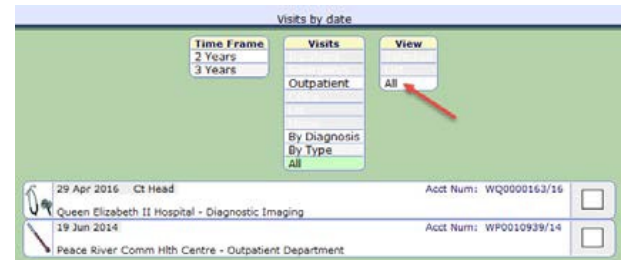 Visits by date
Time Frame
2 Years
3 Years
Visits
Outpatient
By Diagnosis
By Type
All
View
All
29 Apr 2016 Ct Head Acct Num: WQ0000163/16
Queen Elizabeth II Hospital - Diagnostic Imaging
19 Jun 2014 Acct Num: WP0010939/14
Peace River Comm Hlth Centre - Outpatient Department